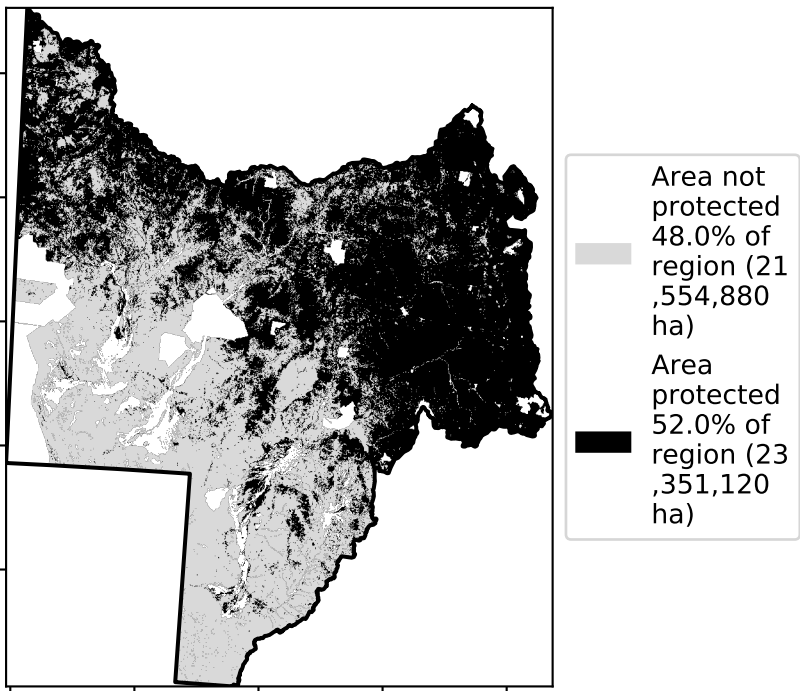 Area not
protected
48.0% of
region (21
,554,880
ha)
Area
protected
52.0% of
region (23
,351,120
ha)